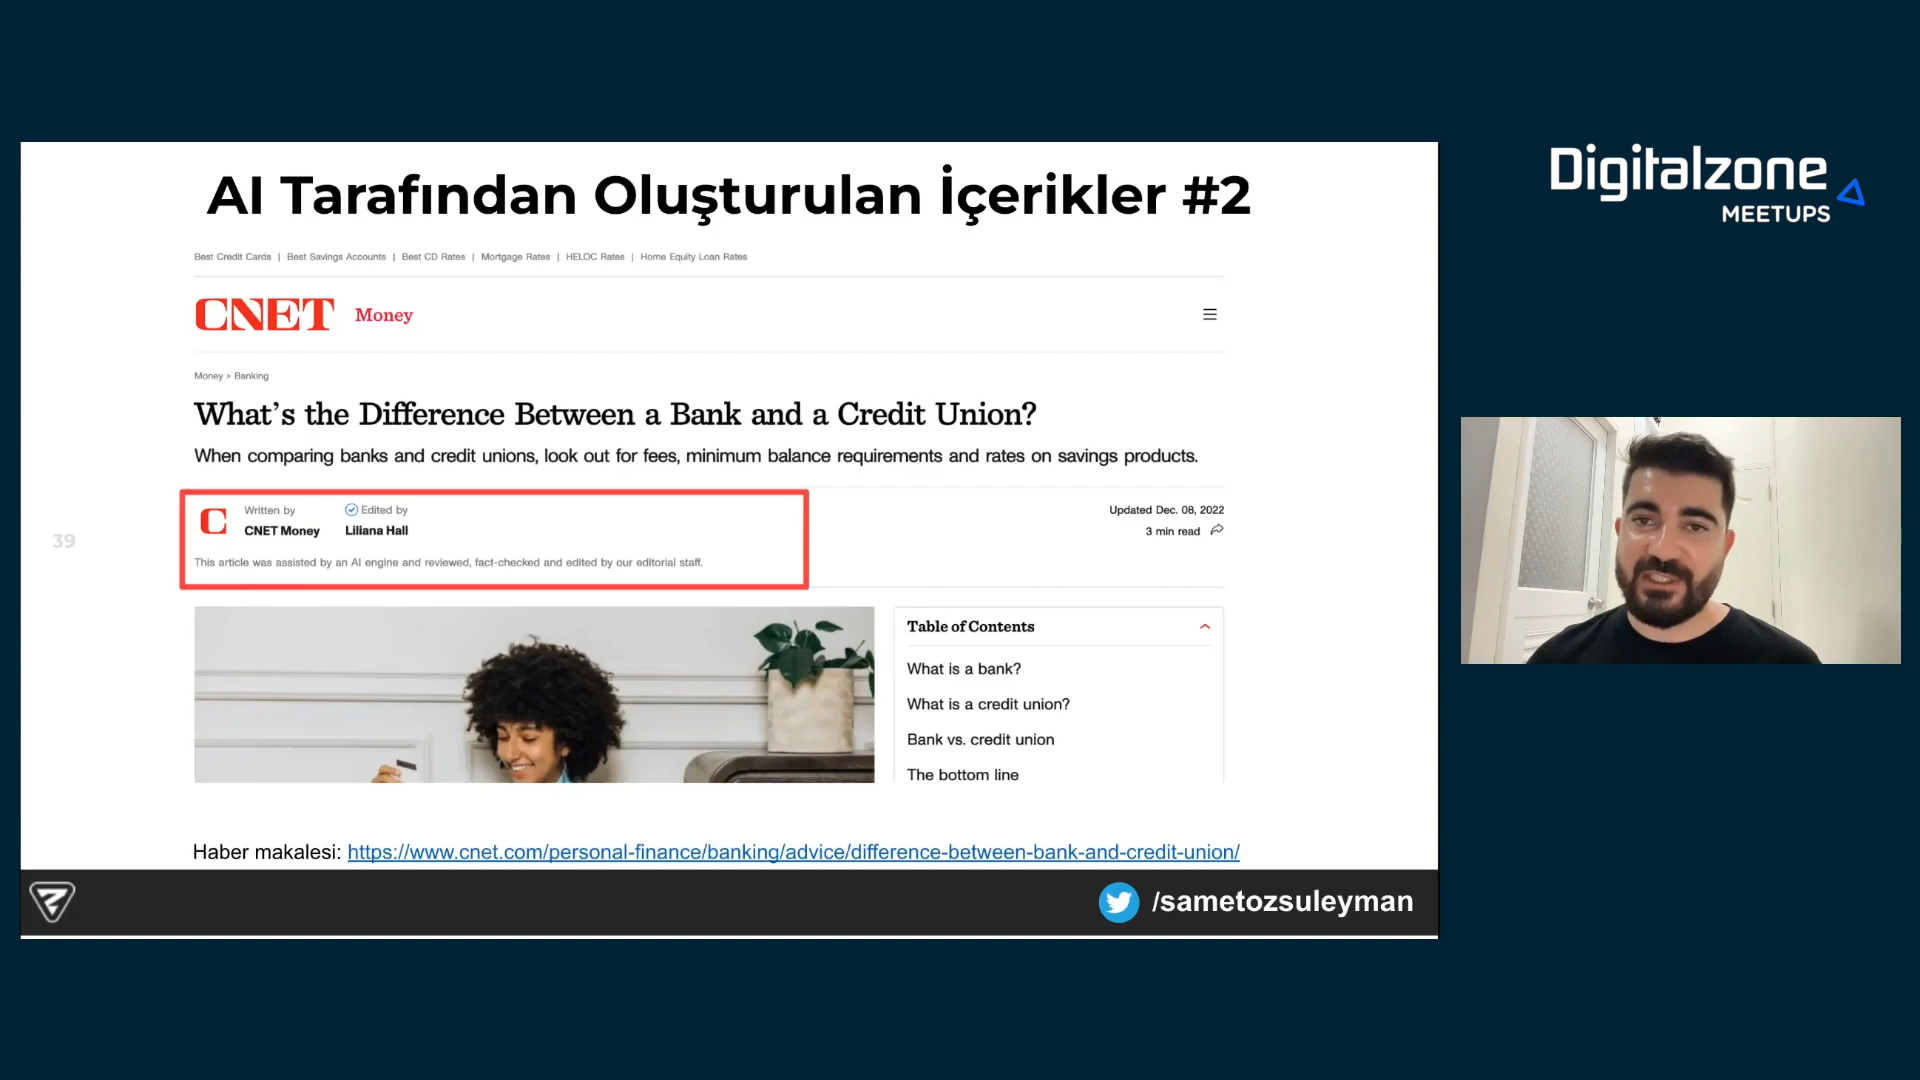 AI Tarafından Oluşturulan İçerikler #2
Best Credit Cards | Best Savings Accounts | Best CD Rates | Mortgage Rates | HELOC Rates | Home Equity Loan Rates
CNET Money
Money > Banking
What's the Difference Between a Bank and a Credit Union?
When comparing banks and credit unions, look out for fees, minimum balance requirements and rates on savings products.
C
Written by
CNET Money
Edited by
Liliana Hall
This article was assisted by an AI engine and reviewed, fact-checked and edited by our editorial staff.
Updated Dec. 08, 2022
3 min read
39
Table of Contents
What is a bank?
What is a credit union?
Bank vs. credit union
The bottom line
Haber makalesi: https://www.cnet.com/personal-finance/banking/advice/difference-between-bank-and-credit-union/
/sametozsuleyman
Digitalzone
MEETUPS